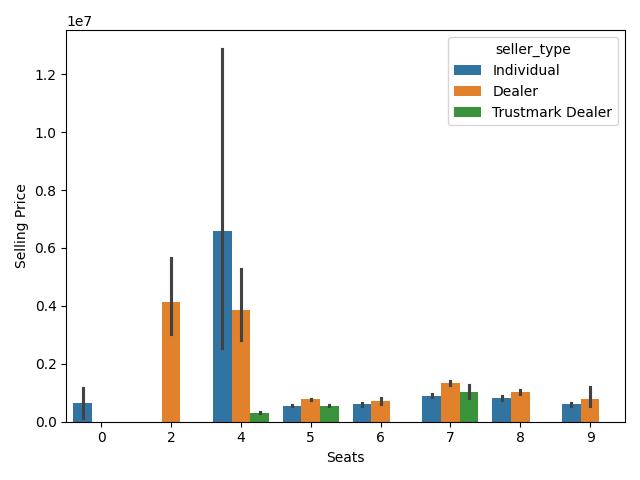 1e7
seller_type
Individual
Dealer
Trustmark Dealer
1.2
1.0
0.8
0.6
0.4
0.2
0.0
Selling Price
0 2 4 5 6 7 8 9
Seats